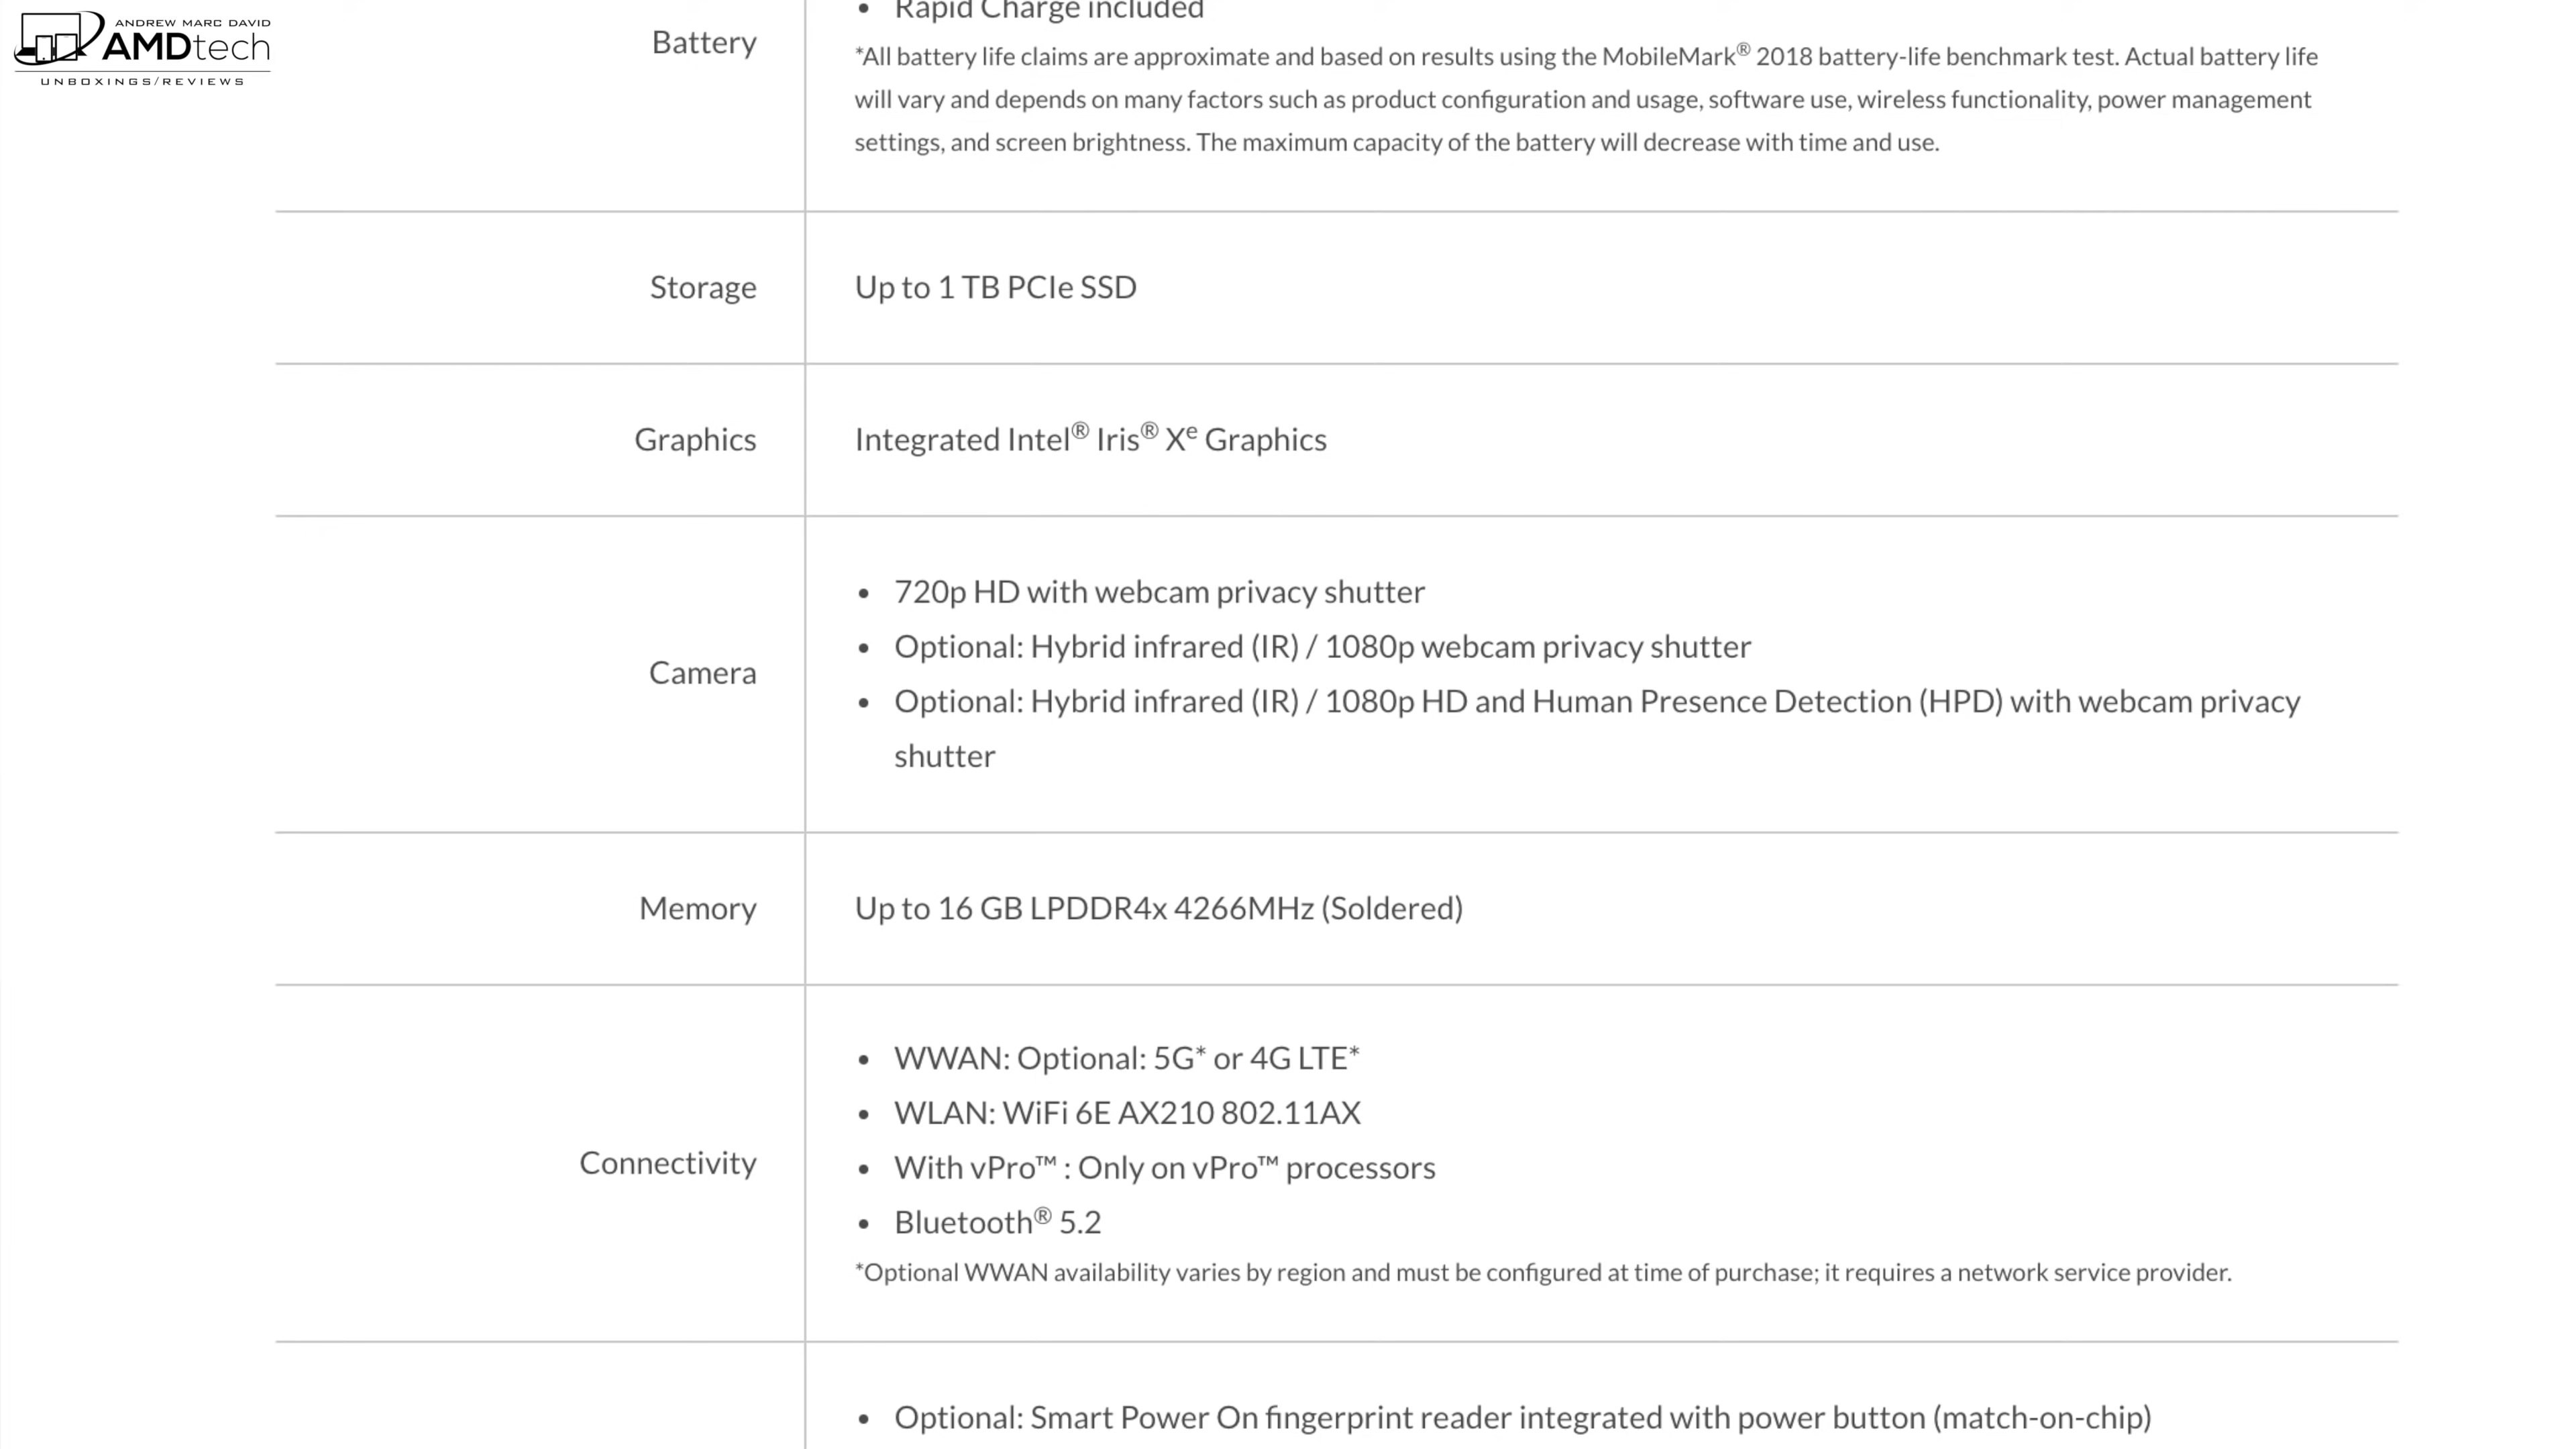 ANDREW MARC DAVID
AMDtech
UNBOXINGS/REVIEWS
Battery
• Rapid Charge included
*All battery life claims are approximate and based on results using the MobileMark® 2018 battery-life benchmark test. Actual battery life
will vary and depends on many factors such as product configuration and usage, software use, wireless functionality, power management
settings, and screen brightness. The maximum capacity of the battery will decrease with time and use.
Storage
Up to 1 TB PCIe SSD
Graphics
Integrated Intel® Iris® Xᵉ Graphics
Camera
• 720p HD with webcam privacy shutter
• Optional: Hybrid infrared (IR) / 1080p webcam privacy shutter
• Optional: Hybrid infrared (IR) / 1080p HD and Human Presence Detection (HPD) with webcam privacy
shutter
Memory
Up to 16 GB LPDDR4x 4266MHz (Soldered)
Connectivity
• WWAN: Optional: 5G* or 4G LTE*
• WLAN: WiFi 6E AX210 802.11AX
• With vPro™ : Only on vPro™ processors
• Bluetooth® 5.2
*Optional WWAN availability varies by region and must be configured at time of purchase; it requires a network service provider.
• Optional: Smart Power On fingerprint reader integrated with power button (match-on-chip)